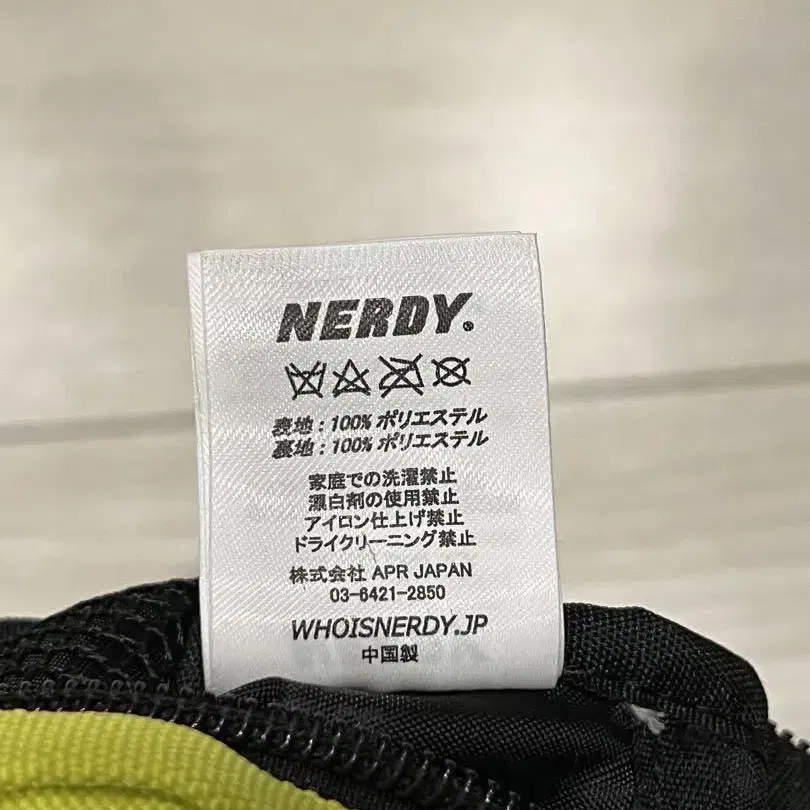 NERDY.
表地 : 100% ポリエステル
裏地 : 100% ポリエステル
家庭での洗濯禁止
漂白剤の使用禁止
アイロン仕上げ禁止
ドライクリーニング禁止
株式会社 APR JAPAN
03-6421-2850
WHOISNERDY.JP
中国製